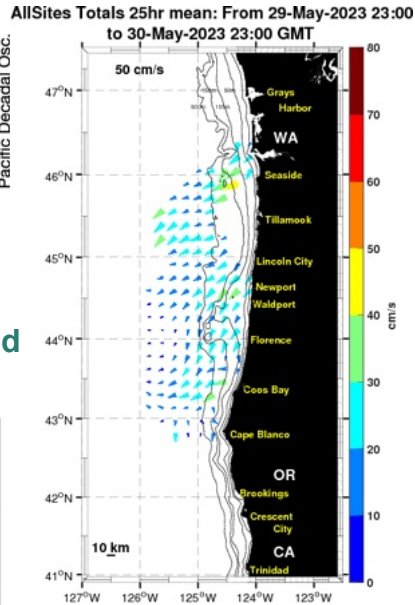 AllSites Totals 25hr mean: From 29-May-2023 23:00
to 30-May-2023 23:00 GMT
Pacific Decadal Osc.
d
50 cm/s
47°N
46°N
45°N
44°N
43°N
42°N
41°N
Grays
Harbor
WA
Seaside
Tillamook
Lincoln City
Newport
Waldport
Florence
Coos Bay
Cape Blanco
OR
Brookings
Crescent
City
CA
Trinidad
10 km
127°W 126°W 125°W 124°W 123°W
80
70
60
50
40
30
20
10
0
cm/s